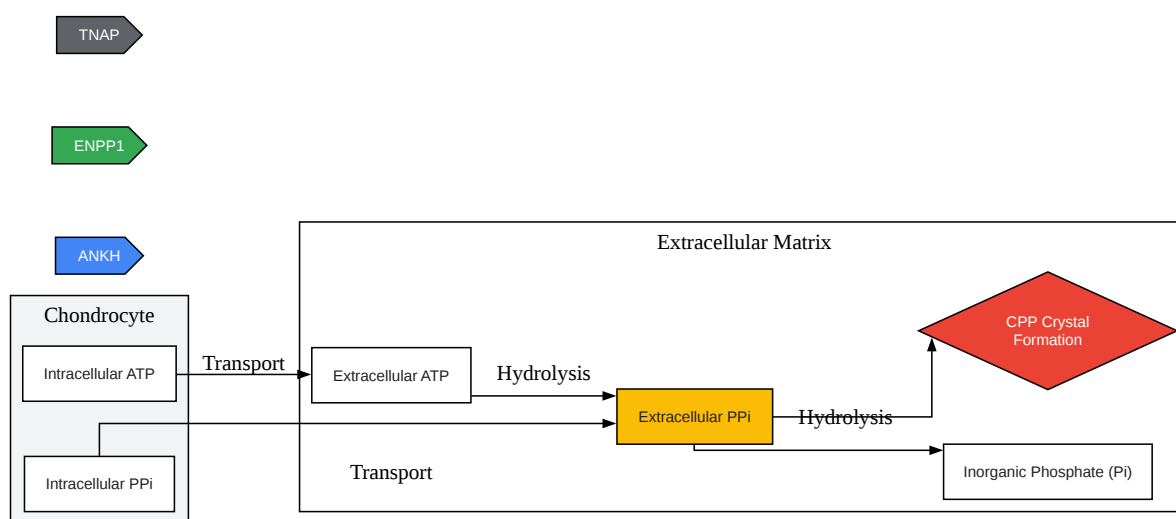 TNAP
ENPP1
ANKH
Extracellular Matrix
Chondrocyte
CPP Crystal
Formation
Intracellular ATP
Transport
Extracellular ATP
Hydrolysis
Extracellular PPi
Hydrolysis
Intracellular PPi
Transport
Inorganic Phosphate (Pi)